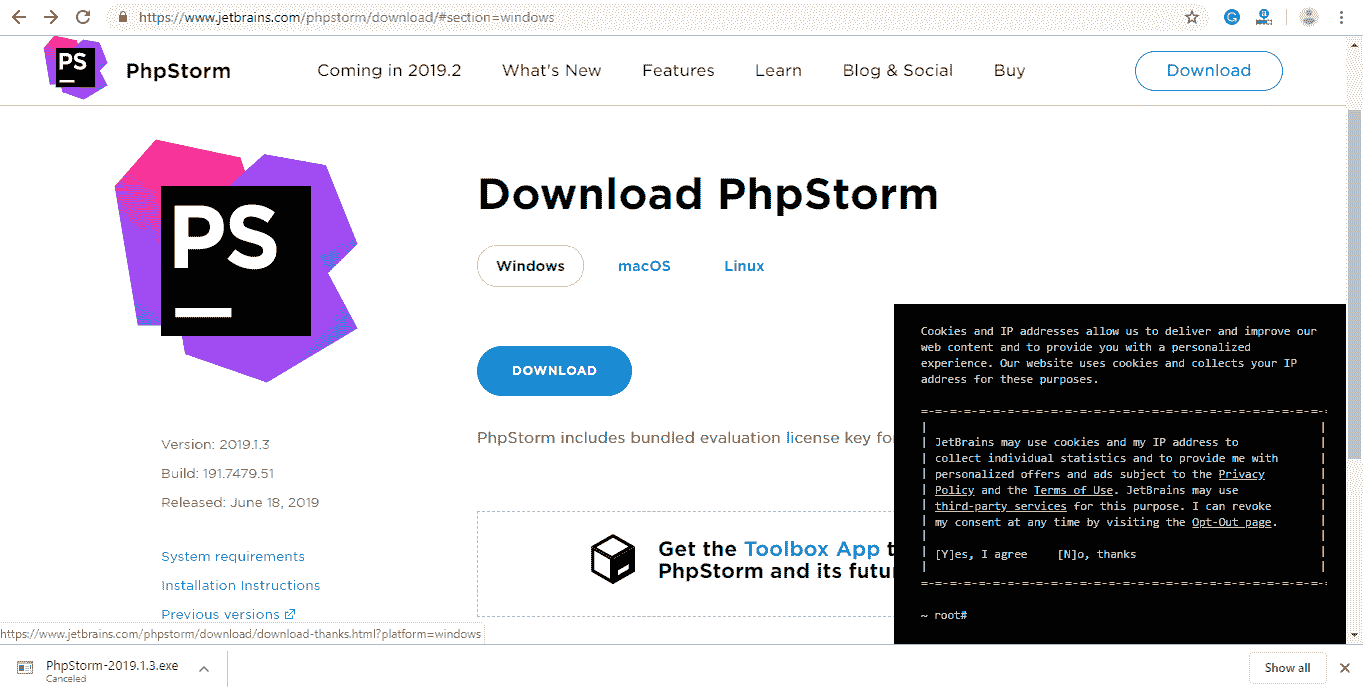 https://www.jetbrains.com/phpstorm/download/#section=windows
PS
PhpStorm
Coming in 2019.2
What's New
Features
Learn
Blog & Social
Buy
Download
PS
Download PhpStorm
Windows
macOS
Linux
DOWNLOAD
PhpStorm includes bundled evaluation license key
Version: 2019.1.3
Build: 191.7479.51
Released: June 18, 2019
System requirements
Installation Instructions
Previous versions
Get the Toolbox App
PhpStorm and its
Cookies and IP addresses allow us to deliver and improve our
web content and to provide you with a personalized
experience. Our website uses cookies and collects your IP
address for these purposes.
JetBrains may use cookies and my IP address to
collect individual statistics and to provide me with
personalized offers and ads subject to the Privacy
Policy and the Terms of Use. JetBrains may use
third-party services for this purpose. I can revoke
my consent at any time by visiting the Opt-Out page.
[Y]es, I agree [N]o, thanks
~ root#
https://www.jetbrains.com/phpstorm/download/download-thanks.html?platform=windows
PhpStorm-2019.1.3.exe
Canceled
Show all